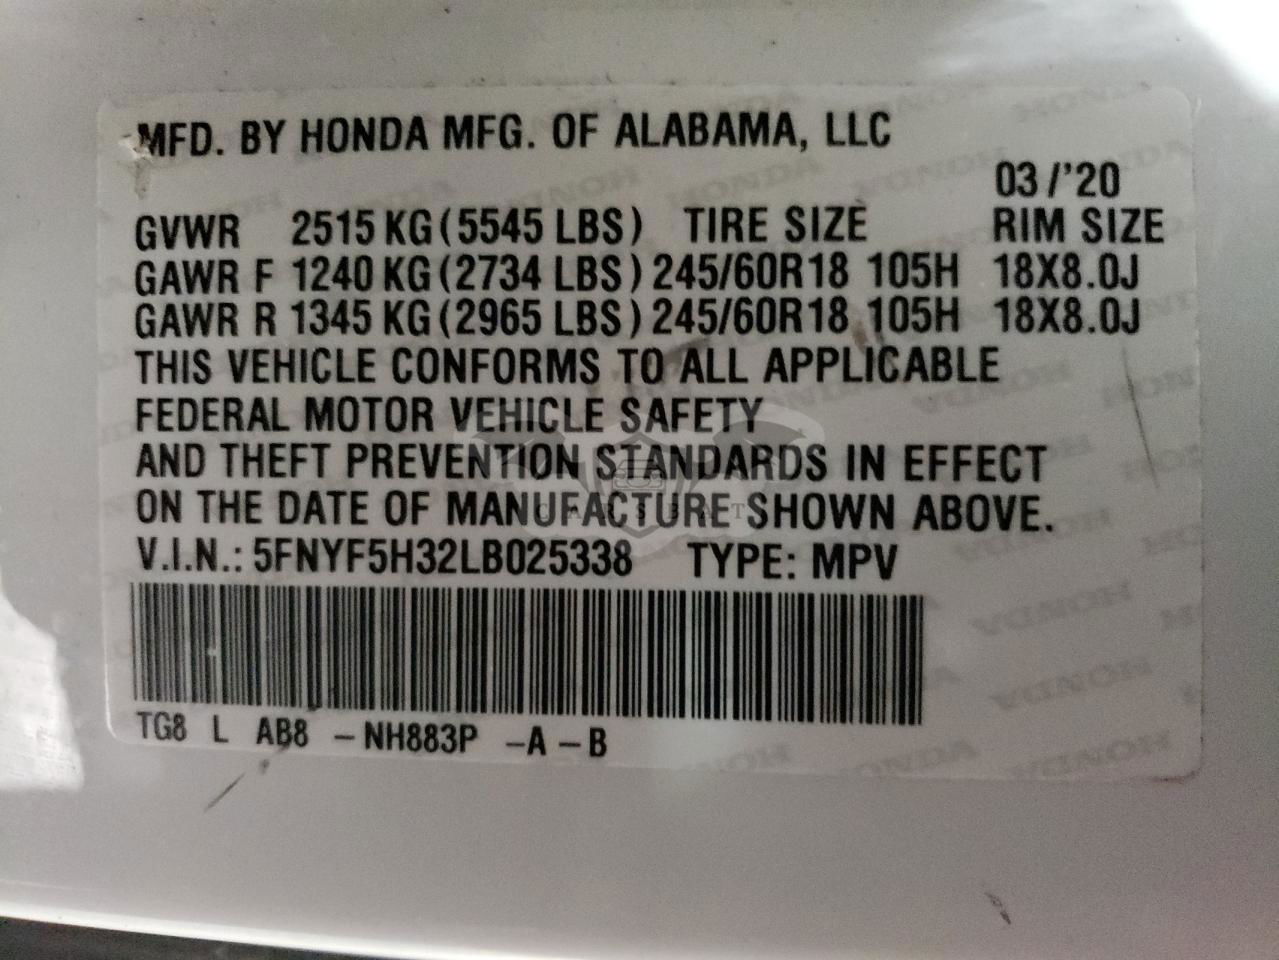 MFD. BY HONDA MFG. OF ALABAMA, LLC
03/'20
GVWR 2515 KG (5545 LBS) TIRE SIZE RIM SIZE
GAWR F 1240 KG (2734 LBS) 245/60R18 105H 18X8.0J
GAWR R 1345 KG (2965 LBS) 245/60R18 105H 18X8.0J
THIS VEHICLE CONFORMS TO ALL APPLICABLE
FEDERAL MOTOR VEHICLE SAFETY
AND THEFT PREVENTION STANDARDS IN EFFECT
ON THE DATE OF MANUFACTURE SHOWN ABOVE.
V.I.N.: 5FNYF5H32LB025338 TYPE: MPV
TG8 L AB8 -NH883P -A -B
CARSBAT